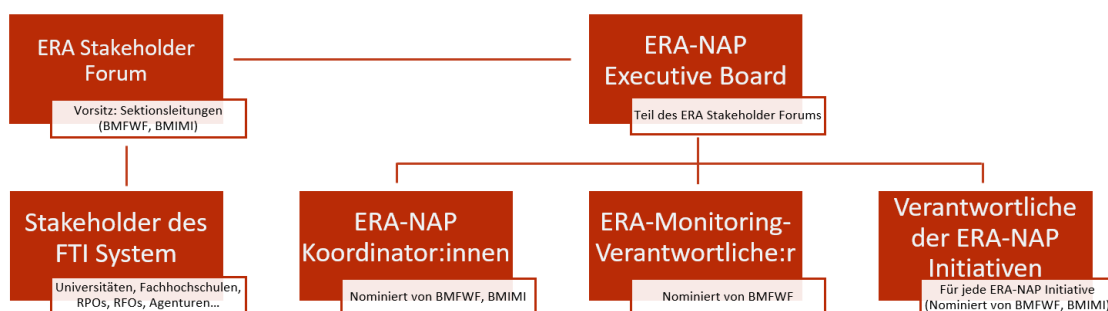 ERA Stakeholder
Forum
Vorsitz: Sektionsleitungen
(BMFWF, BMIMI)
ERA-NAP
Executive Board
Teil des ERA Stakeholder Forums
Stakeholder des
FTI System
Universitäten, Fachhochschulen,
RPOs, RFOs, Agenturen...
ERA-NAP
Koordinator:innen
Nominiert von BMFWF, BMIMI
ERA-Monitoring-
Verantwortliche:r
Nominiert von BMFWF
Verantwortliche
der ERA-NAP
Initiativen
Für jede ERA-NAP Initiative
(Nominiert von BMFWF, BMIMI)